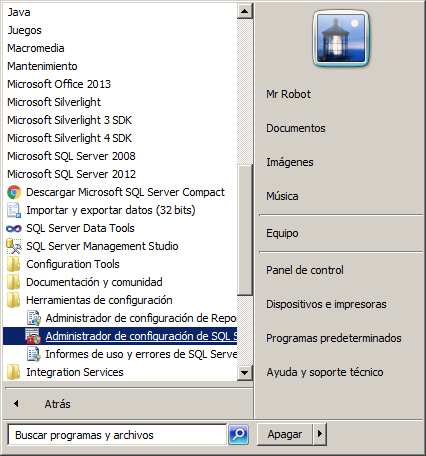 Java
Juegos
Macromedia
Mantenimiento
Microsoft Office 2013
Microsoft Silverlight
Microsoft Silverlight 3 SDK
Microsoft Silverlight 4 SDK
Microsoft SQL Server 2008
Microsoft SQL Server 2012
Descargar Microsoft SQL Server Compact
Importar y exportar datos (32 bits)
SQL Server Data Tools
SQL Server Management Studio
Configuration Tools
Documentación y comunidad
Herramientas de configuración
Administrador de configuración de Repo
Administrador de configuración de SQL S
Informes de uso y errores de SQL Serve
Integration Services
Atrás
Buscar programas y archivos
Mr Robot
Documentos
Imágenes
Música
Equipo
Panel de control
Dispositivos e impresoras
Programas predeterminados
Ayuda y soporte técnico
Apagar